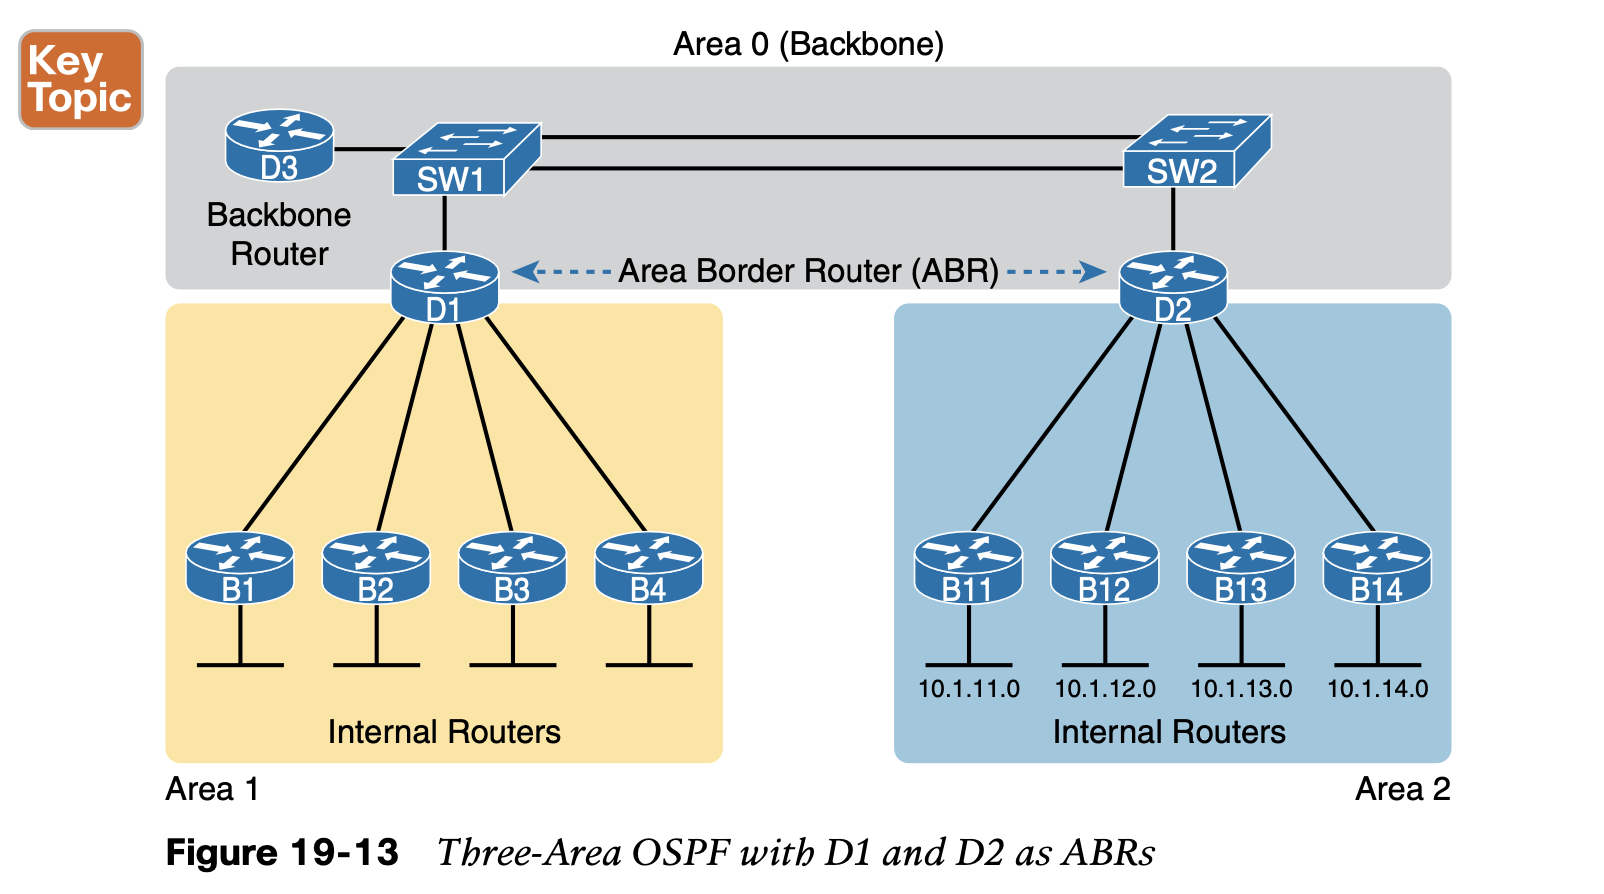 Key
Topic
Area 0 (Backbone)
D3
SW1
SW2
Backbone
Router
Area Border Router (ABR)
D1
D2
B1
B2
B3
B4
B11
B12
B13
B14
10.1.11.0
10.1.12.0
10.1.13.0
10.1.14.0
Internal Routers
Internal Routers
Area 1
Area 2
Figure 19-13 Three-Area OSPF with D1 and D2 as ABRs